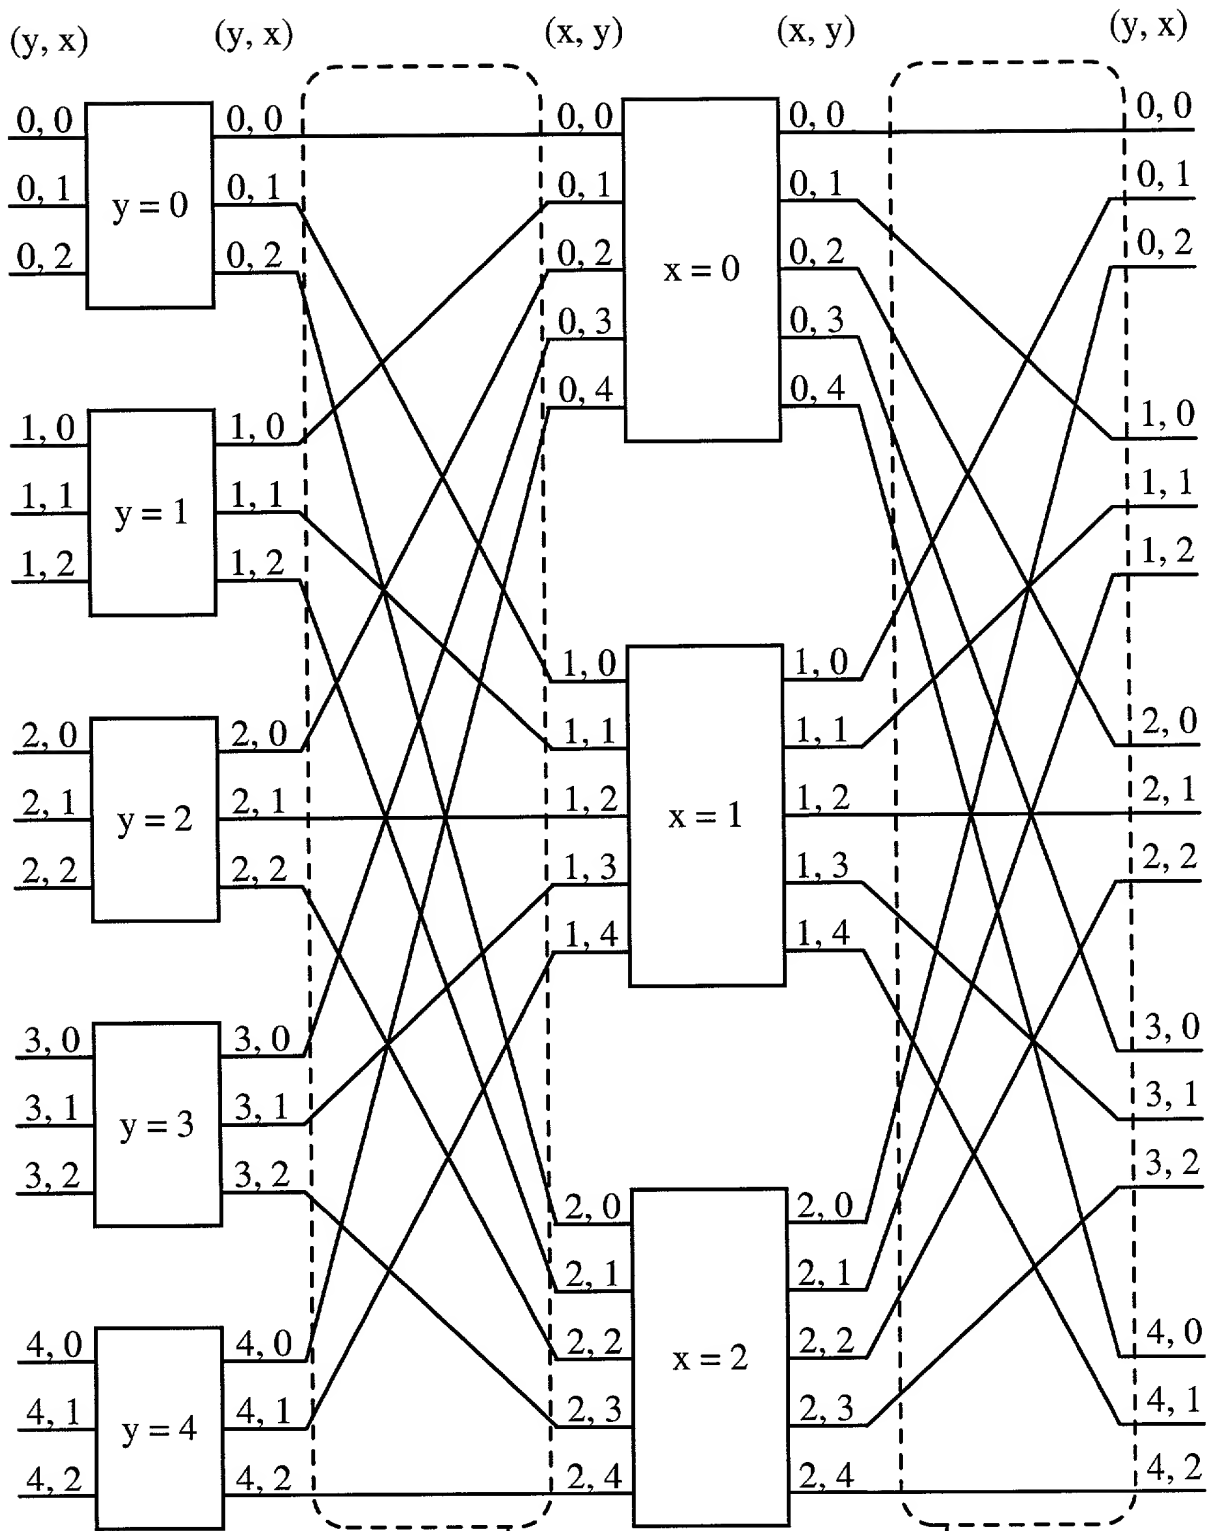 (y, x) (y, x) (x, y) (x, y) (y, x)
0, 0 0, 0 0, 0 0, 0 0, 0
0, 1 y = 0 0, 1 0, 1 0, 1 0, 1
0, 2 0, 2 0, 2 x = 0 0, 2 0, 2
0, 3 0, 3
0, 4 0, 4
1, 0 1, 0 1, 0
1, 1 y = 1 1, 1 1, 1
1, 2 1, 2 1, 2
1, 0 1, 0
2, 0 2, 0 1, 1 1, 1 2, 0
2, 1 y = 2 2, 1 1, 2 x = 1 1, 2 2, 1
2, 2 2, 2 1, 3 1, 3 2, 2
1, 4 1, 4
3, 0 3, 0 3, 0
3, 1 y = 3 3, 1 3, 1
3, 2 3, 2 3, 2
2, 0 2, 0
2, 1 2, 1
4, 0 4, 0 2, 2 x = 2 2, 2 4, 0
4, 1 y = 4 4, 1 2, 3 2, 3 4, 1
4, 2 4, 2 2, 4 2, 4 4, 2